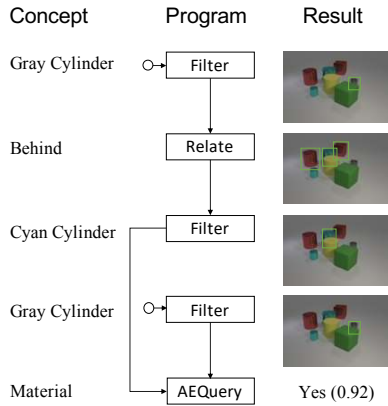 Concept Program Result
Gray Cylinder Filter
Behind Relate
Cyan Cylinder Filter
Gray Cylinder Filter
Material AEQuery Yes (0.92)